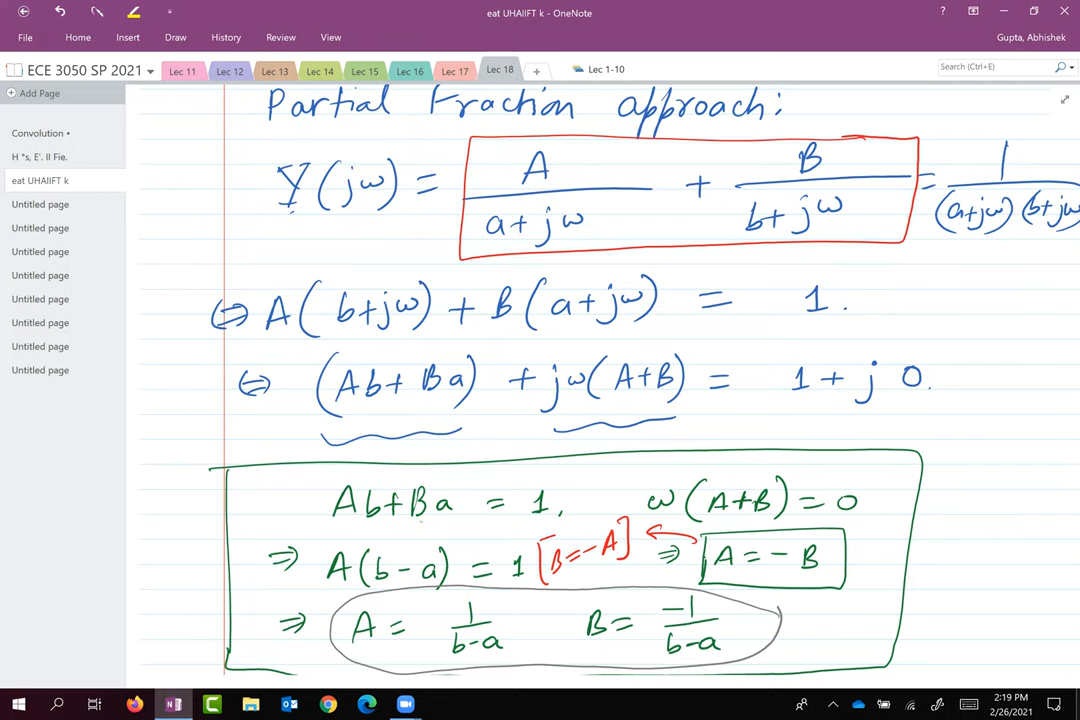 eat UHAIIFT k - OneNote
File Home Insert Draw History Review View Gupta, Abhishek
ECE 3050 SP 2021 Lec 11 Lec 12 Lec 13 Lec 14 Lec 15 Lec 16 Lec 17 Lec 18 Lec 1-10 Search (Ctrl+E)
Add Page
Convolution •
H "s, E'. II Fie.
eat UHAIIFT k
Untitled page
Untitled page
Untitled page
Untitled page
Untitled page
Untitled page
Untitled page
Untitled page
Partial Fraction approach:
Y(jω) = A/(a+jω) + B/(b+jω) = 1/(a+jω)(b+jω
⇔ A(b+jω) + B(a+jω) = 1.
⇔ (Ab+Ba) + jω(A+B) = 1+j 0.
Ab+Ba = 1, ω(A+B) = 0
⇒ A(b-a) = 1 [B=-A] ⇒ A = -B
⇒ A = 1/(b-a) B = -1/(b-a)
2:19 PM
2/26/2021